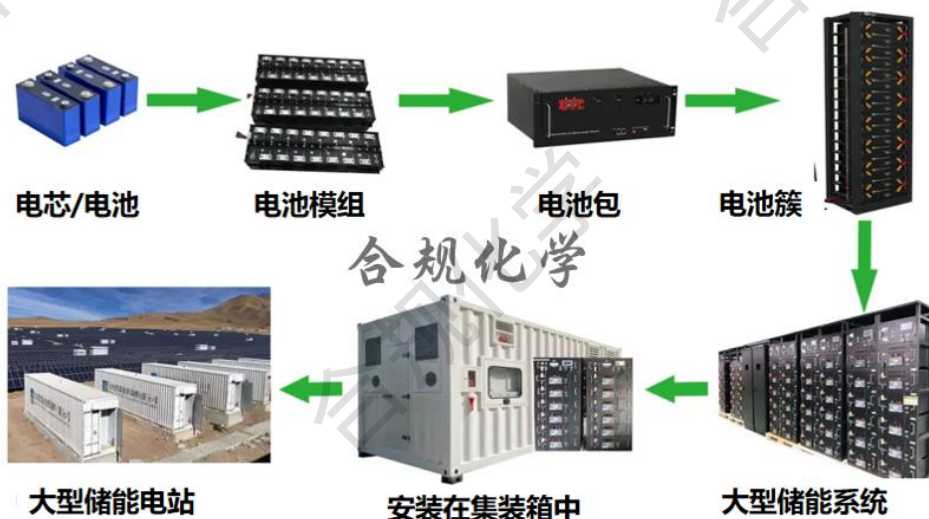 电芯/电池
电池模组
电池包
电池簇
合规化学
大型储能电站
安装在集装箱中
大型储能系统